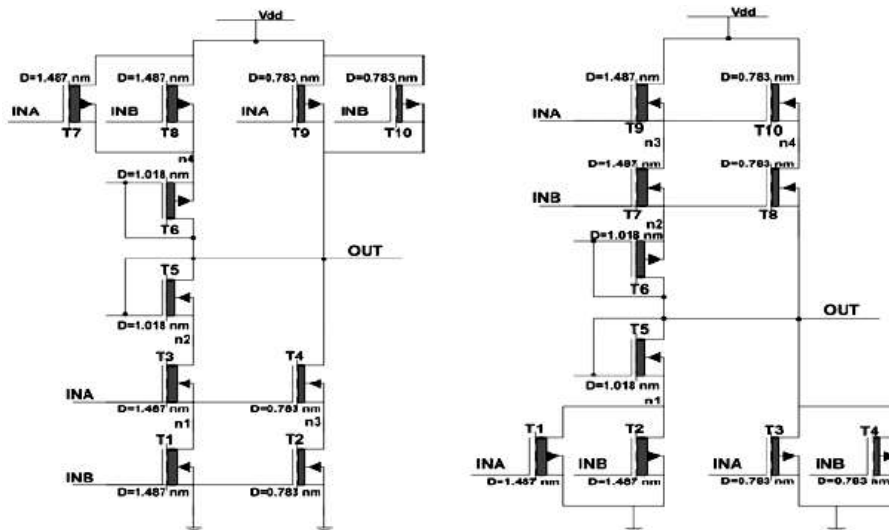 Vdd
D=1.487 nm D=1.487 nm D=0.783 nm D=0.783 nm
INA INB INA INB
T7 T8 T9 T10
n4
D=1.018 nm
T6
OUT
T5
D=1.018 nm
n2
T3 T4
INA
D=1.487 nm D=0.783 nm
n1 n3
T1 T2
INB
D=1.487 nm D=0.783 nm
Vdd
D=1.487 nm D=0.783 nm
INA
T9 T10
n3 n4
D=1.487 nm D=0.783 nm
INB
T7 T8
n2
D=1.018 nm
T6
OUT
T5
D=1.018 nm
n1
T1 T2 T3 T4
INA INB INA INB
D=1.487 nm D=1.487 nm D=0.783 nm D=0.783 nm